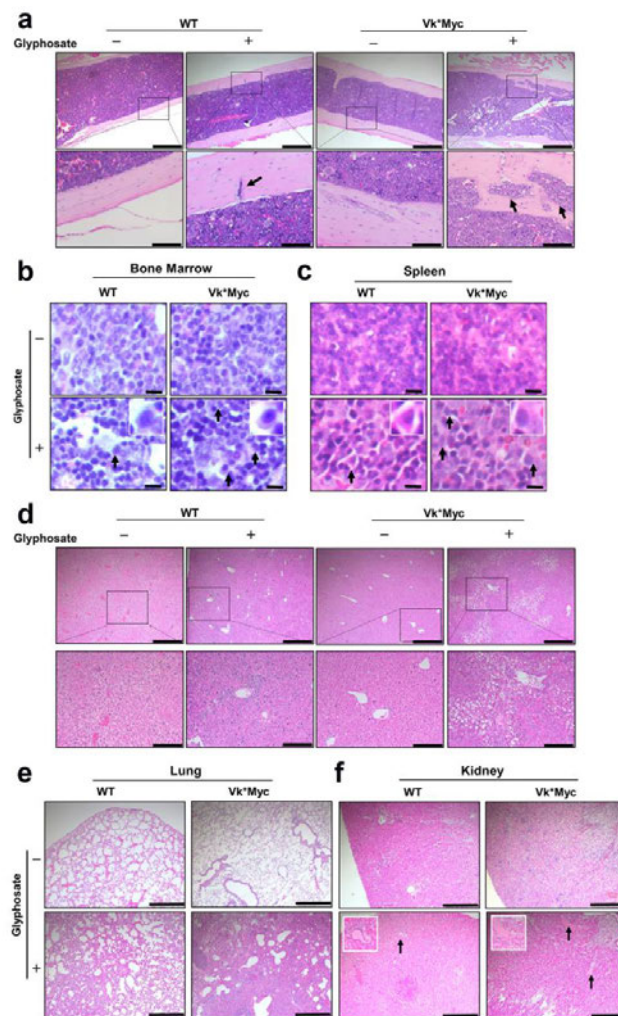 a
WT Vk*Myc
Glyphosate − + − +
b Bone Marrow
WT Vk*Myc
c Spleen
WT Vk*Myc
Glyphosate
−
+
d
WT Vk*Myc
Glyphosate − + − +
e Lung
WT Vk*Myc
f Kidney
WT Vk*Myc
Glyphosate
−
+